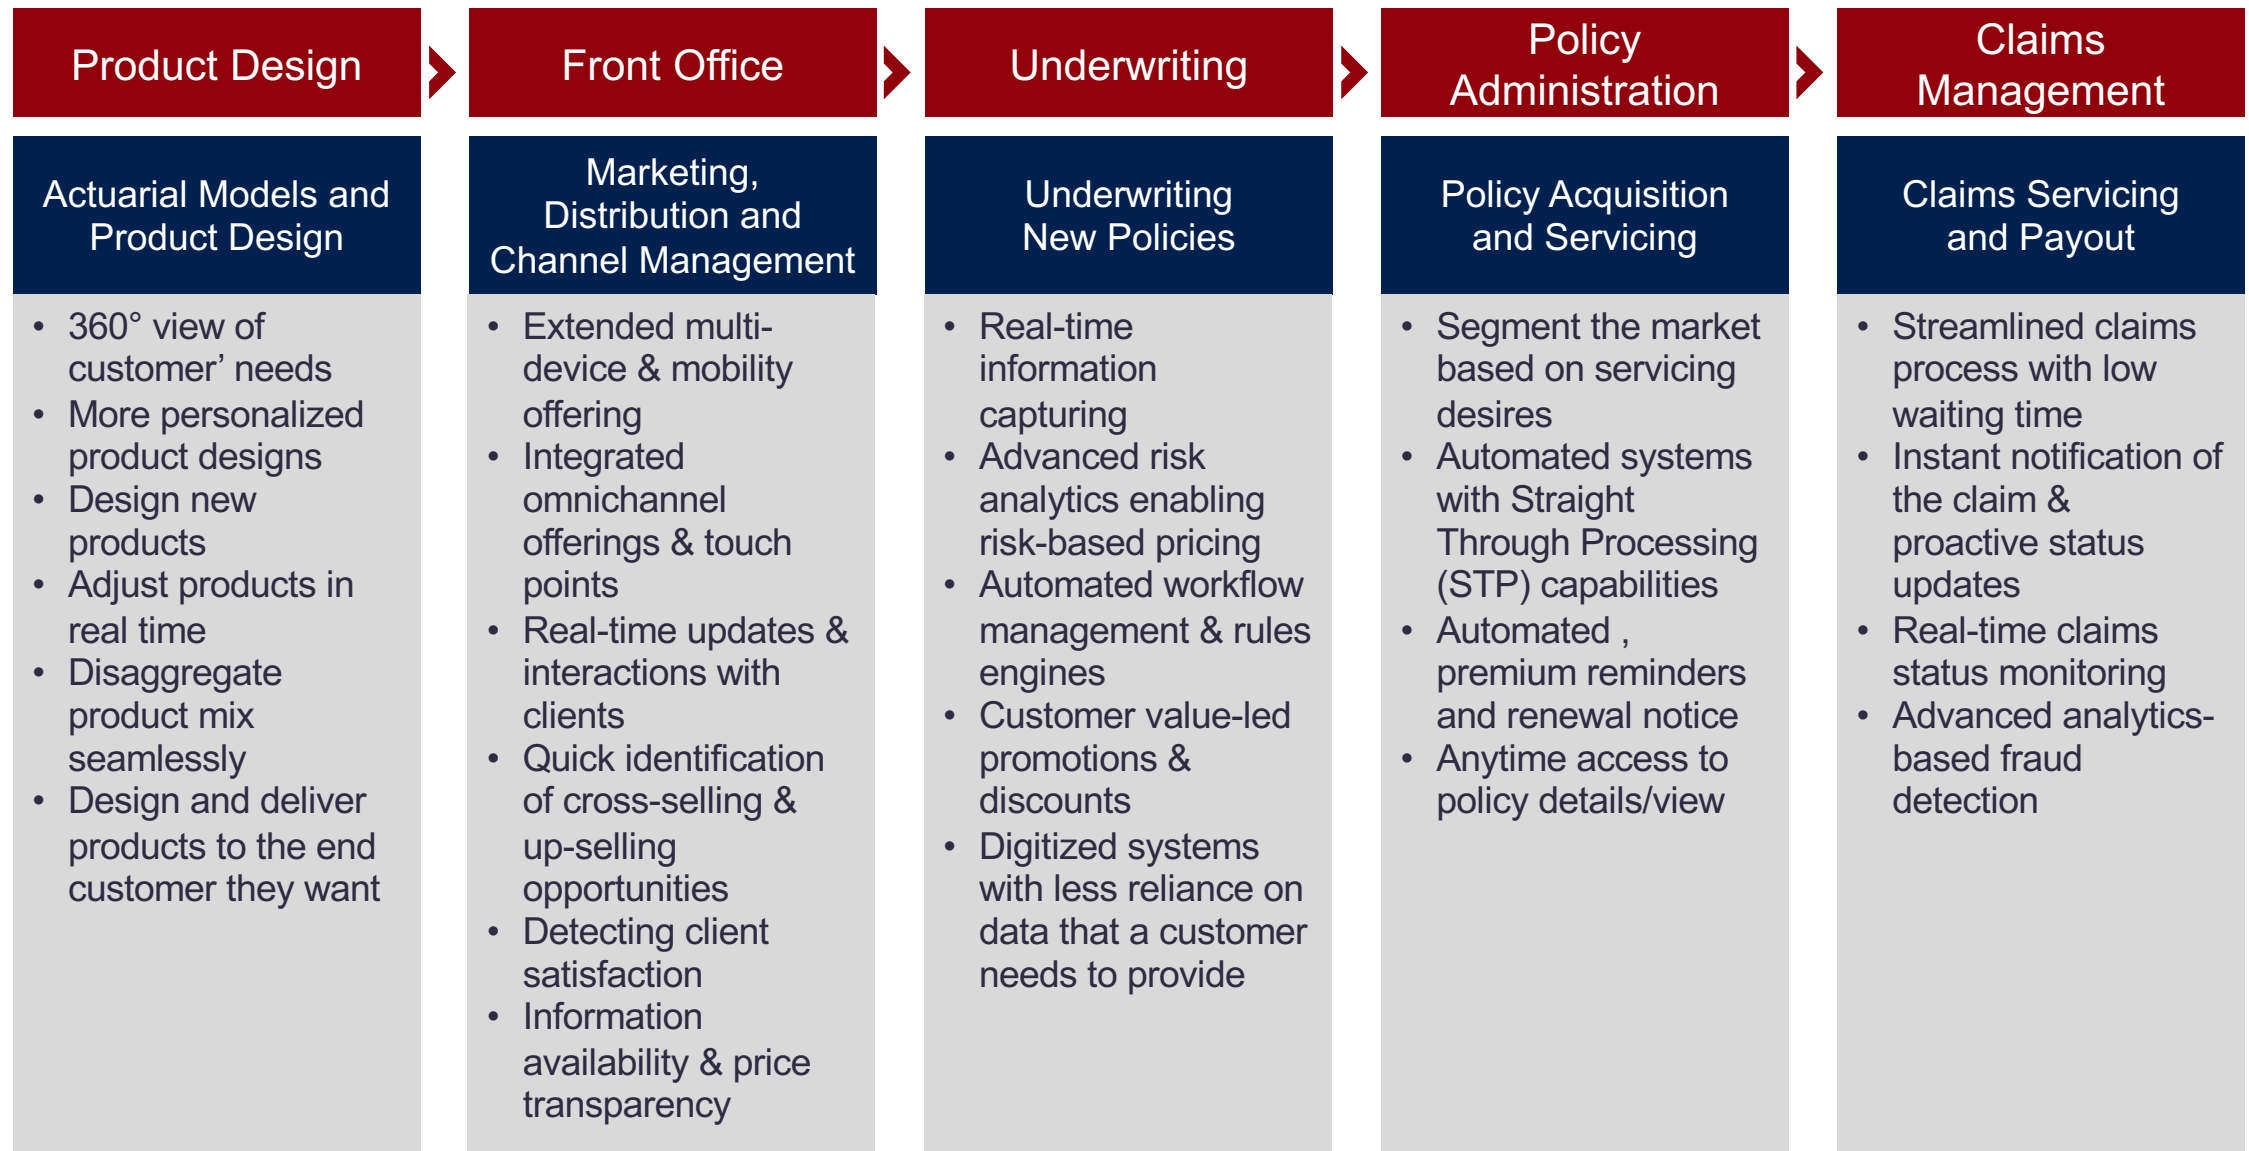 Product Design
Front Office
Underwriting
Policy
Administration
Claims
Management
Actuarial Models and
Product Design
Marketing,
Distribution and
Channel Management
Underwriting
New Policies
Policy Acquisition
and Servicing
Claims Servicing
and Payout
• 360° view of
customer’ needs
• More personalized
product designs
• Design new
products
• Adjust products in
real time
• Disaggregate
product mix
seamlessly
• Design and deliver
products to the end
customer they want
• Extended multi-
device & mobility
offering
• Integrated
omnichannel
offerings & touch
points
• Real-time updates &
interactions with
clients
• Quick identification
of cross-selling &
up-selling
opportunities
• Detecting client
satisfaction
• Information
availability & price
transparency
• Real-time
information
capturing
• Advanced risk
analytics enabling
risk-based pricing
• Automated workflow
management & rules
engines
• Customer value-led
promotions &
discounts
• Digitized systems
with less reliance on
data that a customer
needs to provide
• Segment the market
based on servicing
desires
• Automated systems
with Straight
Through Processing
(STP) capabilities
• Automated ,
premium reminders
and renewal notice
• Anytime access to
policy details/view
• Streamlined claims
process with low
waiting time
• Instant notification of
the claim &
proactive status
updates
• Real-time claims
status monitoring
• Advanced analytics-
based fraud
detection